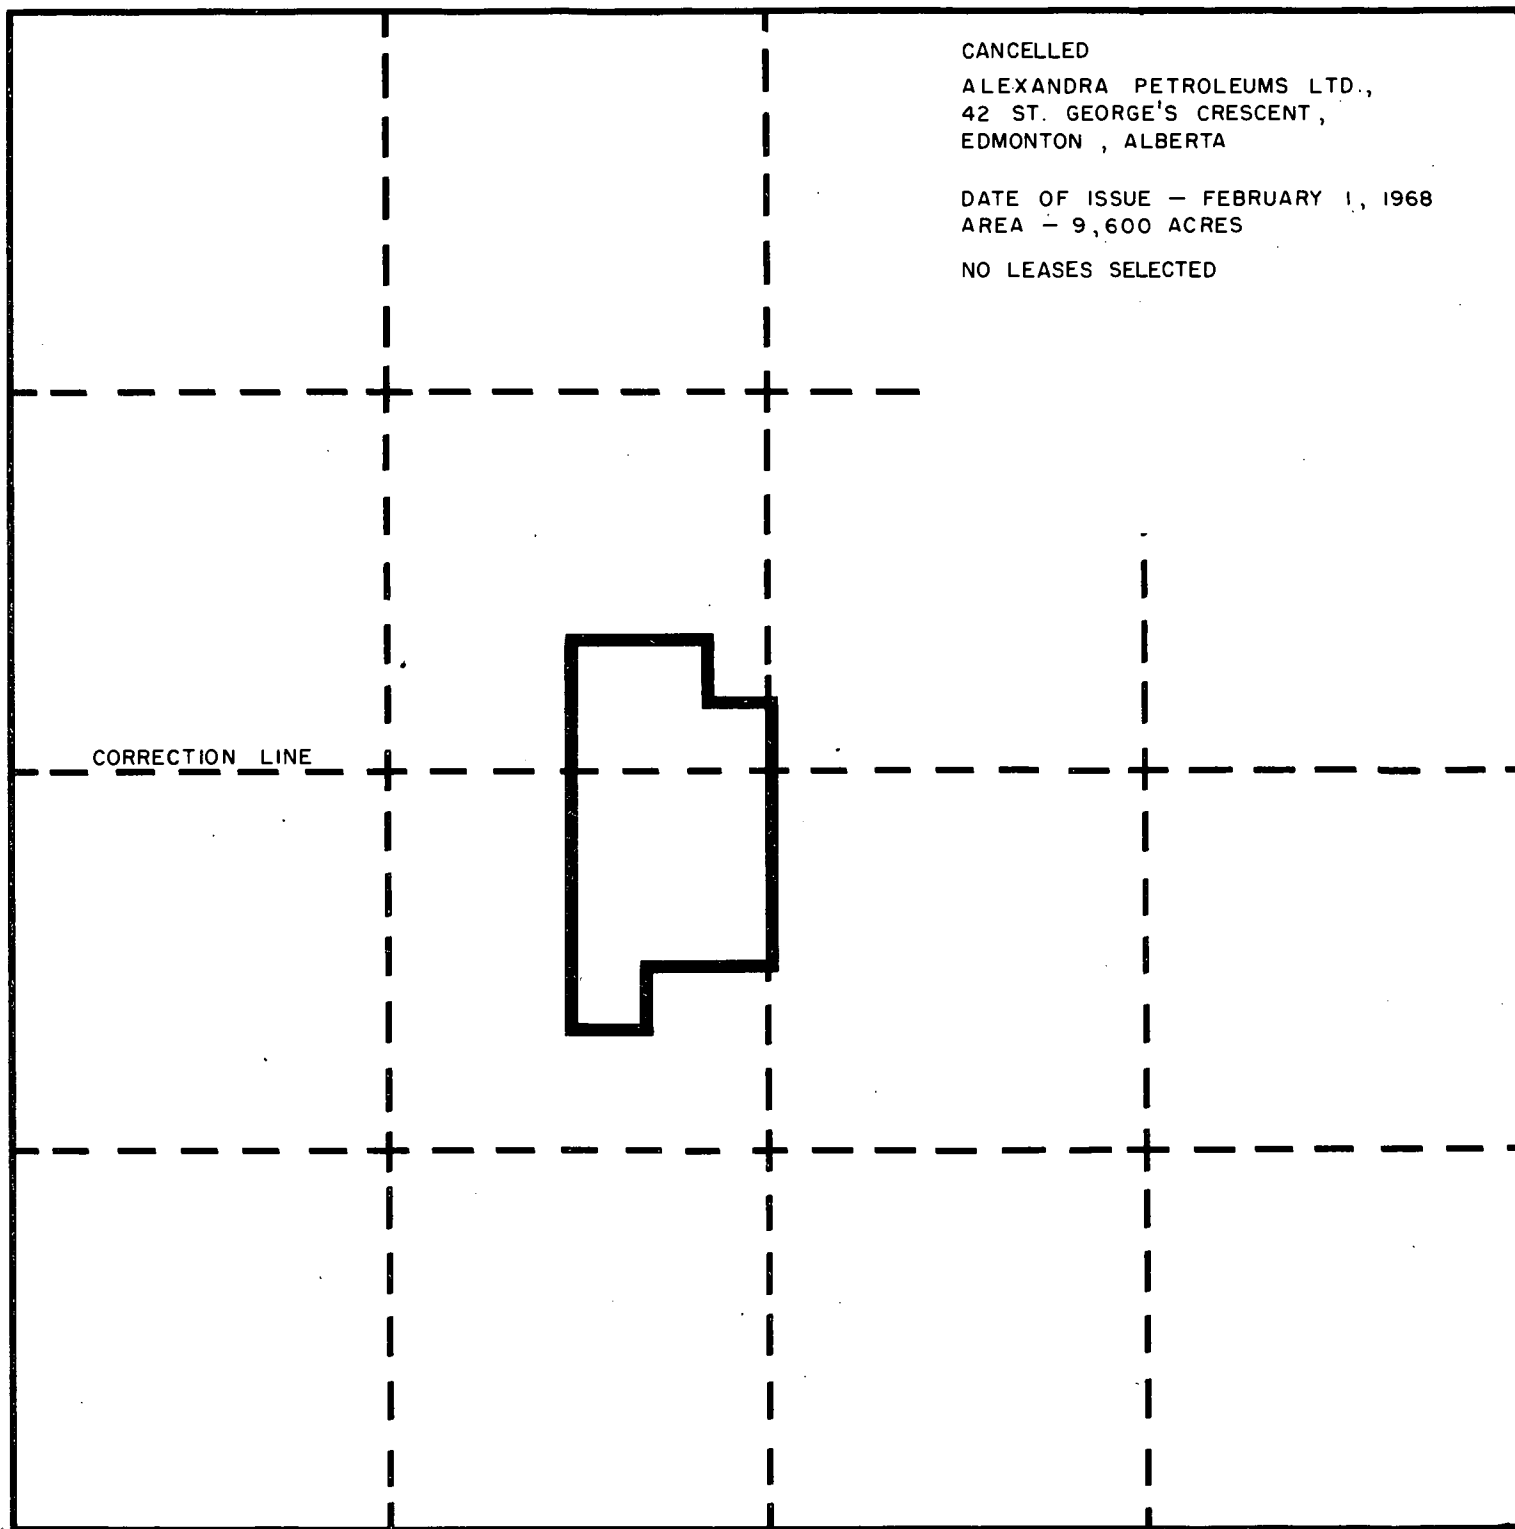 CANCELLED
ALEXANDRA PETROLEUMS LTD.,
42 ST. GEORGE'S CRESCENT,
EDMONTON , ALBERTA
DATE OF ISSUE — FEBRUARY 1, 1968
AREA — 9,600 ACRES
NO LEASES SELECTED
CORRECTION LINE